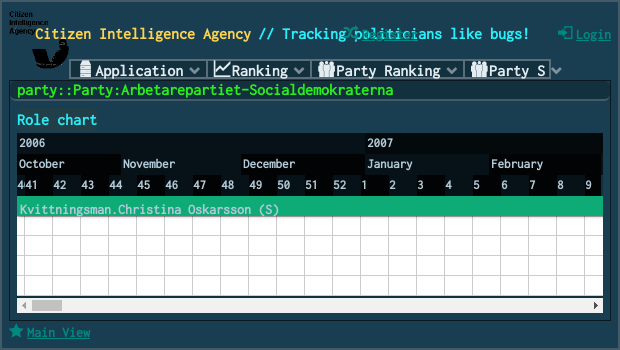 Citizen
Intelligence
Agency
Citizen Intelligence Agency // Tracking politicians like bugs!
Register
Login
Application
Ranking
Party Ranking
Party S
party::Party:Arbetarepartiet-Socialdemokraterna
Role chart
2006 2007
October November December January February
41 42 43 44 45 46 47 48 49 50 51 52 1 2 3 4 5 6 7 8 9
Kvittningsman.Christina Oskarsson (S)
Main View